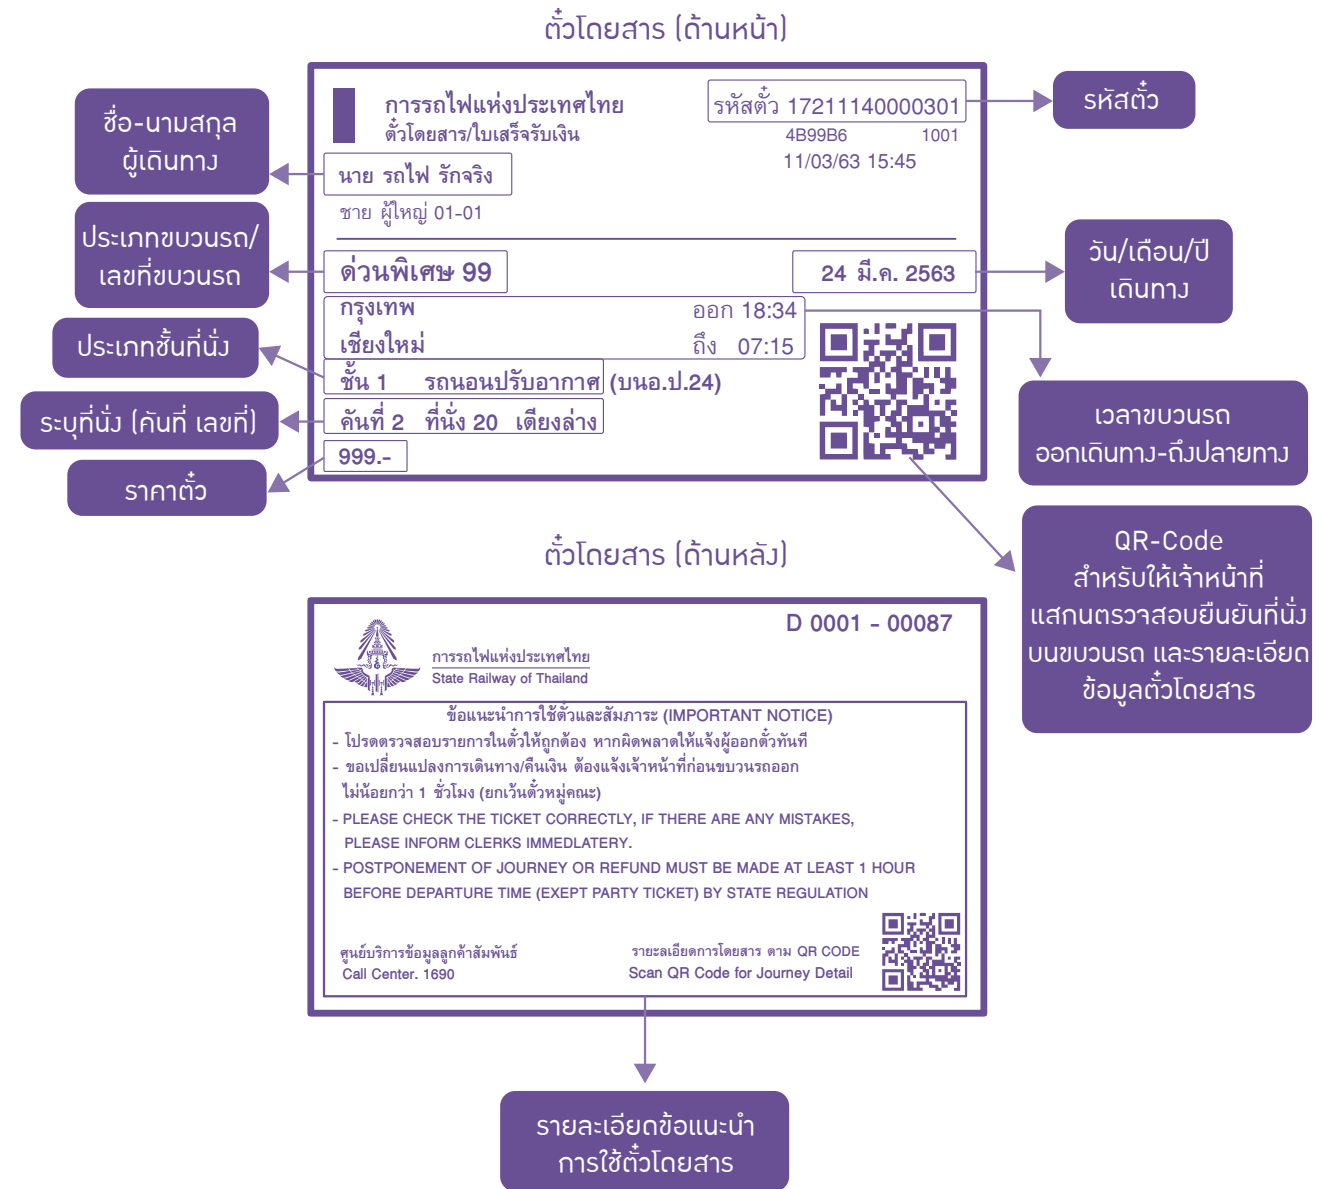 ตั๋วโดยสาร (ด้านหน้า)
ชื่อ-นามสกุล
ผู้เดินทาง
ประเภทขบวนรถ/
เลขที่ขบวนรถ
ประเภทชั้นที่นั่ง
ระบุที่นั่ง (คันที่ เลขที่)
ราคาตั๋ว
การรถไฟแห่งประเทศไทย
ตั๋วโดยสาร/ใบเสร็จรับเงิน
รหัสตั๋ว 17211140000301
4B99B6 1001
11/03/63 15:45
นาย รถไฟ รักจริง
ชาย ผู้ใหญ่ 01-01
ด่วนพิเศษ 99 24 มี.ค. 2563
กรุงเทพ ออก 18:34
เชียงใหม่ ถึง 07:15
ชั้น 1 รถนอนปรับอากาศ (บนอ.ป.24)
คันที่ 2 ที่นั่ง 20 เตียงล่าง
999.-
รหัสตั๋ว
วัน/เดือน/ปี
เดินทาง
เวลาขบวนรถ
ออกเดินทาง-ถึงปลายทาง
QR-Code
สำหรับให้เจ้าหน้าที่
แสกนตรวจสอบยืนยันที่นั่ง
บนขบวนรถ และรายละเอียด
ข้อมูลตั๋วโดยสาร
ตั๋วโดยสาร (ด้านหลัง)
D 0001 - 00087
การรถไฟแห่งประเทศไทย
State Railway of Thailand
ข้อแนะนำการใช้ตั๋วและสัมภาระ (IMPORTANT NOTICE)
- โปรดตรวจสอบรายการในตั๋วให้ถูกต้อง หากผิดพลาดให้แจ้งผู้ออกตั๋วทันที
- ขอเปลี่ยนแปลงการเดินทาง/คืนเงิน ต้องแจ้งเจ้าหน้าที่ก่อนขบวนรถออก
ไม่น้อยกว่า 1 ชั่วโมง (ยกเว้นตั๋วหมู่คณะ)
- PLEASE CHECK THE TICKET CORRECTLY, IF THERE ARE ANY MISTAKES,
PLEASE INFORM CLERKS IMMEDLATERY.
- POSTPONEMENT OF JOURNEY OR REFUND MUST BE MADE AT LEAST 1 HOUR
BEFORE DEPARTURE TIME (EXEPT PARTY TICKET) BY STATE REGULATION
ศูนย์บริการข้อมูลลูกค้าสัมพันธ์
Call Center. 1690
รายะลเอียดการโดยสาร ตาม QR CODE
Scan QR Code for Journey Detail
รายละเอียดข้อแนะนำ
การใช้ตั๋วโดยสาร